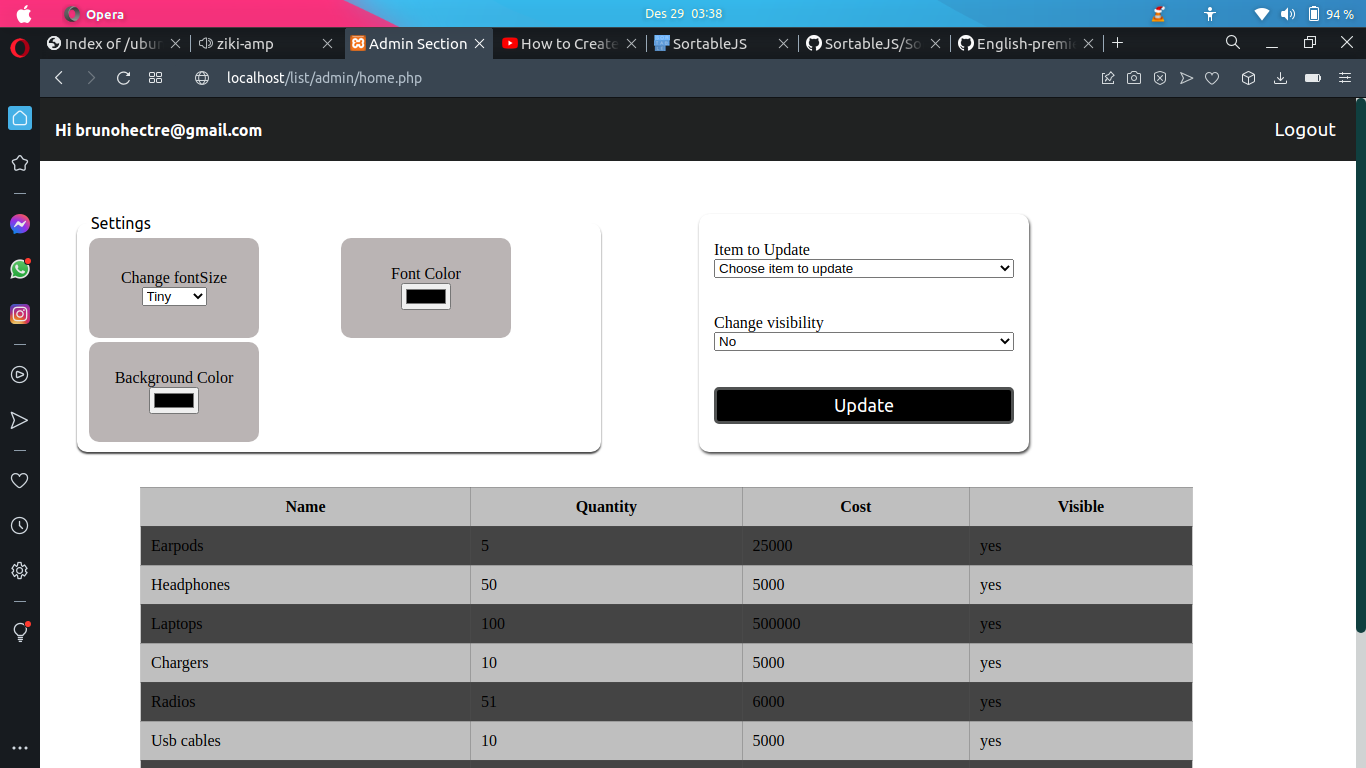 Opera
Des 29 03:38
94 %
Index of /ubun
ziki-amp
Admin Section
How to Create
SortableJS
SortableJS/So
English-premi
localhost/list/admin/home.php
Hi brunohectre@gmail.com
Logout
Settings
Change fontSize
Tiny
Font Color
Background Color
Item to Update
Choose item to update
Change visibility
No
Update
Name Quantity Cost Visible
Earpods 5 25000 yes
Headphones 50 5000 yes
Laptops 100 500000 yes
Chargers 10 5000 yes
Radios 51 6000 yes
Usb cables 10 5000 yes